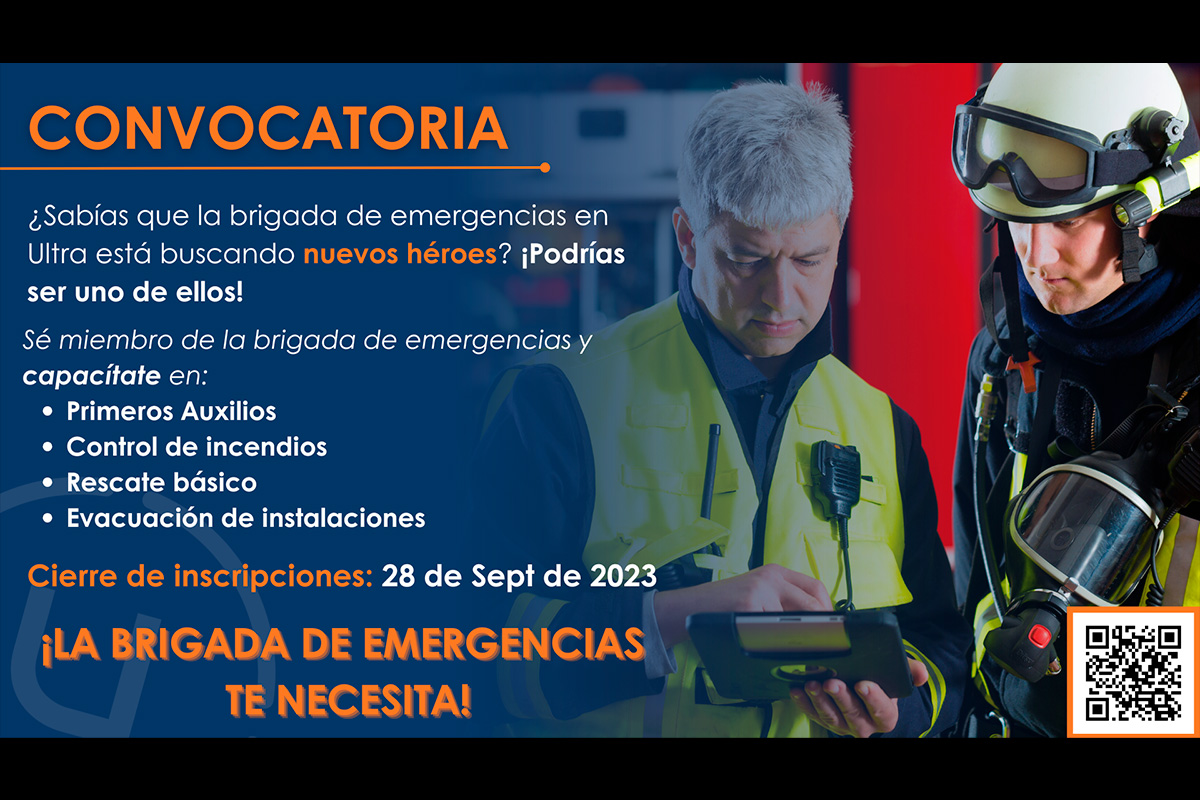 CONVOCATORIA
¿Sabías que la brigada de emergencias en
Ultra está buscando nuevos héroes? ¡Podrías
ser uno de ellos!
Sé miembro de la brigada de emergencias y
capacítate en:
• Primeros Auxilios
• Control de incendios
• Rescate básico
• Evacuación de instalaciones
Cierre de inscripciones: 28 de Sept de 2023
¡LA BRIGADA DE EMERGENCIAS
TE NECESITA!